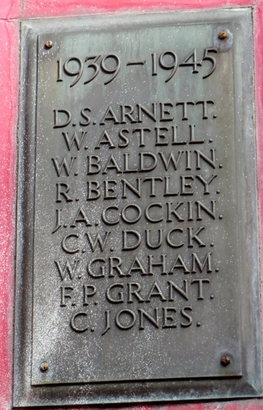 1939-1945
D.S. ARNETT.
W. ASTELL.
W. BALDWIN.
R. BENTLEY.
J.A. COCKIN.
C.W. DUCK.
W. GRAHAM.
F.P. GRANT.
C. JONES.